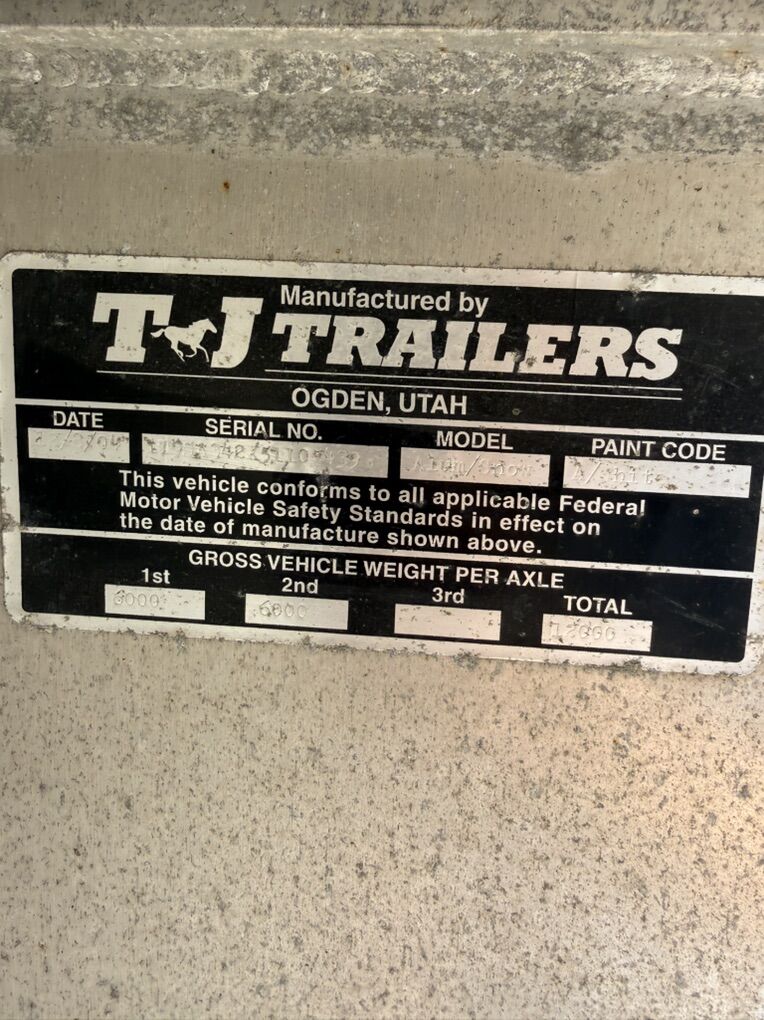 Manufactured by
T J TRAILERS
OGDEN, UTAH
DATE SERIAL NO. MODEL PAINT CODE
This vehicle conforms to all applicable Federal
Motor Vehicle Safety Standards in effect on
the date of manufacture shown above.
GROSS VEHICLE WEIGHT PER AXLE
1st 2nd 3rd TOTAL
6000 6000 12000